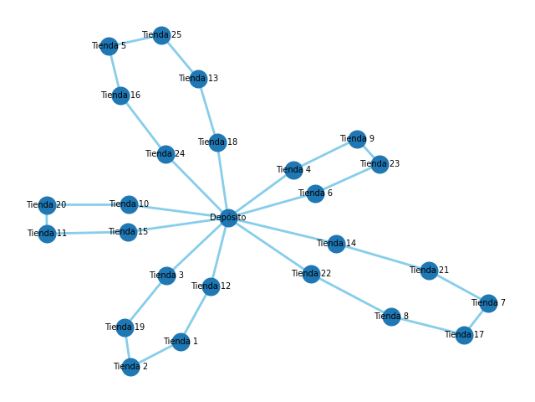 Tienda 25
Tienda 5
Tienda 13
Tienda 16
Tienda 9
Tienda 18
Tienda 24
Tienda 23
Tienda 4
Tienda 6
Tienda 10
Tienda 20
Depósito
Tienda 15
Tienda 11
Tienda 14
Tienda 21
Tienda 22
Tienda 3
Tienda 12
Tienda 7
Tienda 8
Tienda 19
Tienda 17
Tienda 1
Tienda 2